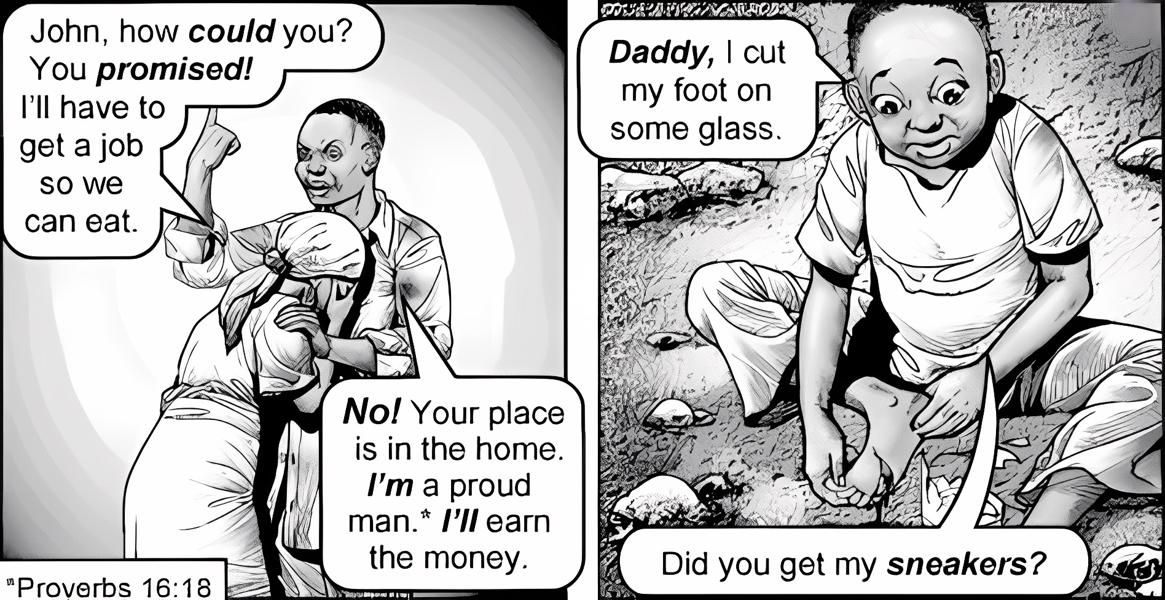 John, how could you?
You promised!
I'll have to
get a job
so we
can eat.
No! Your place
is in the home.
I'm a proud
man.* I'll earn
the money.
*Proverbs 16:18
Daddy, I cut
my foot on
some glass.
Did you get my sneakers?